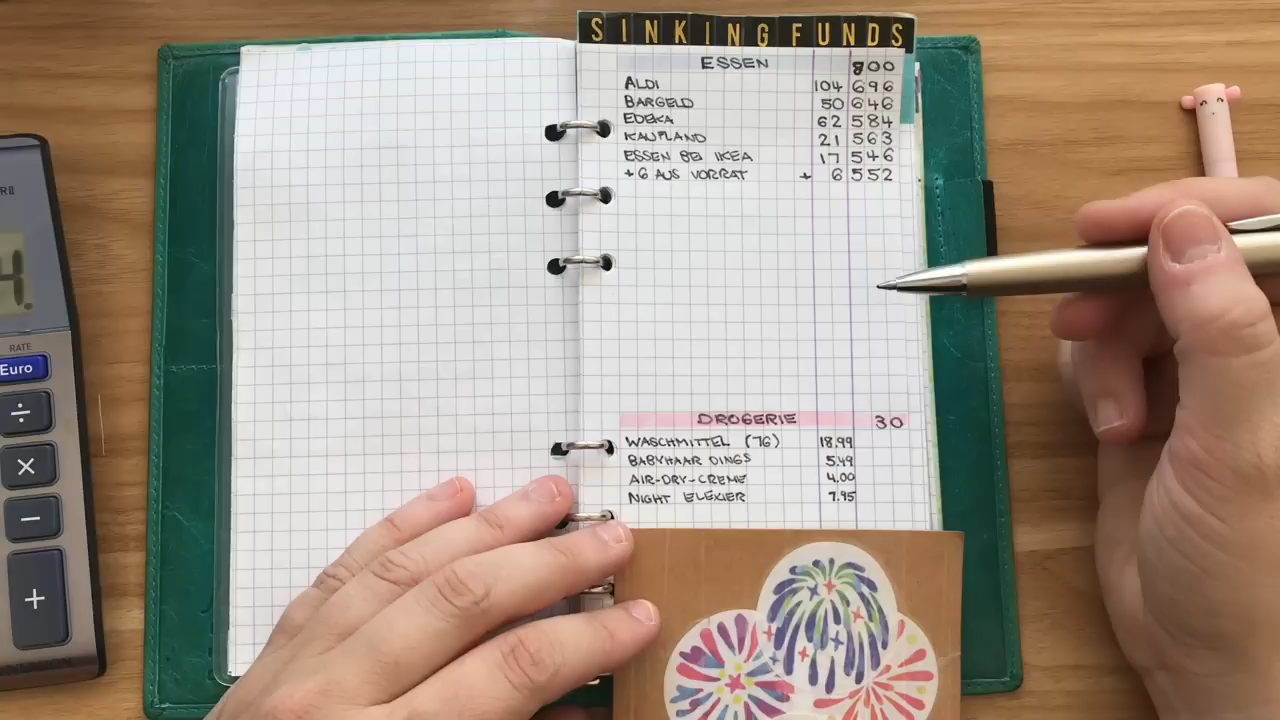 SINKING FUNDS
ESSEN 800
ALDI 104 696
BARGELD 50 646
EDEKA 62 584
KAUFLAND 21 563
ESSEN BEI IKEA 17 546
+6 AUS VORRAT + 6 552
DROGERIE 30
WASCHMITTEL (76) 18.99
BABYHAAR DINGS 5.49
AIR-DRY-CREME 4.00
NIGHT ELEXIER 7.95
RATE
Euro
÷
×
−
+